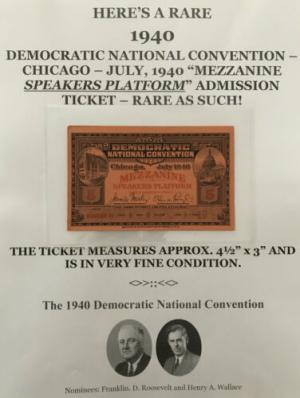 HERE'S A RARE
1940
DEMOCRATIC NATIONAL CONVENTION –
CHICAGO – JULY, 1940 "MEZZANINE
SPEAKERS PLATFORM" ADMISSION
TICKET – RARE AS SUCH!
DEMOCRATIC
NATIONAL CONVENTION
Chicago, July 1940
MEZZANINE
SPEAKERS PLATFORM
THE TICKET MEASURES APPROX. 4½" x 3" AND
IS IN VERY FINE CONDITION.
<>>::<<>
The 1940 Democratic National Convention
Nominees: Franklin. D. Roosevelt and Henry A. Wallace